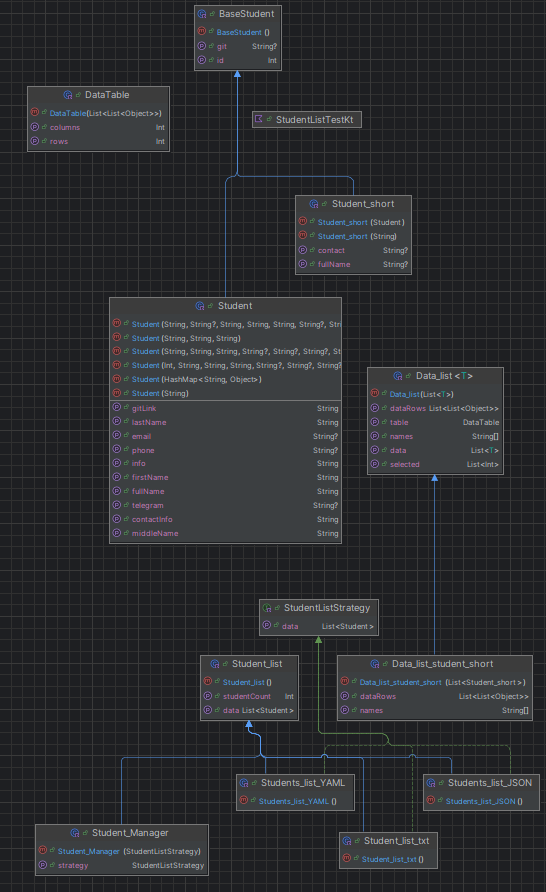 BaseStudent
BaseStudent ()
git String?
id Int
DataTable
DataTable(List<List<Object>>)
columns Int
rows Int
StudentListTestKt
Student_short
Student_short (Student)
Student_short (String)
contact String?
fullName String?
Student
Student (String, String?, String, String, String, String?, Stri
Student (String, String, String)
Student (String, String, String, String?, String?, String?, St
Student (Int, String, String, String, String?, String?, String?
Student (HashMap<String, Object>)
Student (String)
gitLink String
lastName String
email String?
phone String?
info String
firstName String
fullName String
telegram String?
contactInfo String
middleName String
Data_list <T>
Data_list (List<T>)
dataRows List<List<Object>>
table DataTable
names String[]
data List<T>
selected List<Int>
StudentListStrategy
data List<Student>
Student_list
Student_list ()
studentCount Int
data List<Student>
Data_list_student_short
Data_list_student_short (List<Student_short>)
dataRows List<List<Object>>
names String[]
Students_list_YAML
Students_list_YAML ()
Students_list_JSON
Students_list_JSON ()
Student_Manager
Student_Manager (StudentListStrategy)
strategy StudentListStrategy
Student_list_txt
Student_list_txt ()